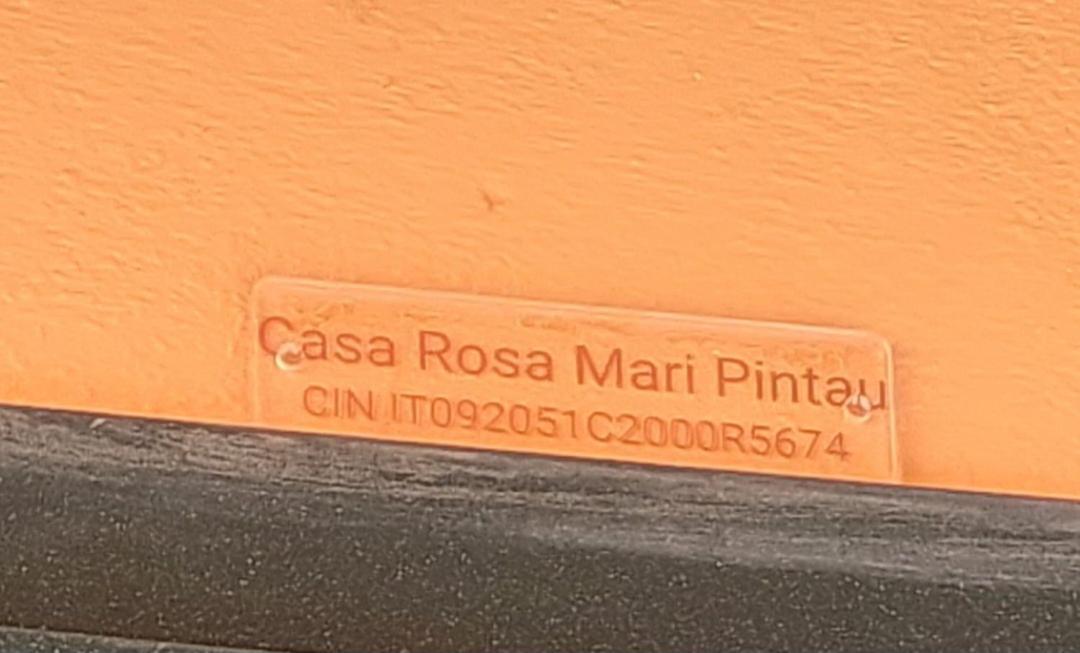 Casa Rosa Mari Pintau
CIN IT092051C2000R5674